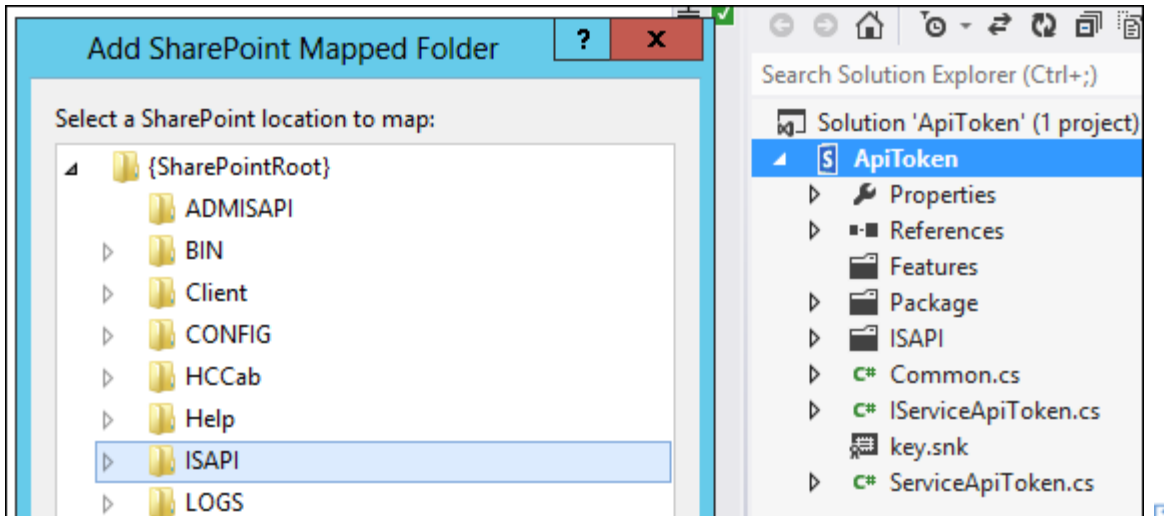 Add SharePoint Mapped Folder
?
x
Select a SharePoint location to map:
{SharePointRoot}
ADMISAPI
BIN
Client
CONFIG
HCCab
Help
ISAPI
LOGS
Search Solution Explorer (Ctrl+;)
Solution 'ApiToken' (1 project)
ApiToken
Properties
References
Features
Package
ISAPI
C# Common.cs
C# IServiceApiToken.cs
key.snk
C# ServiceApiToken.cs